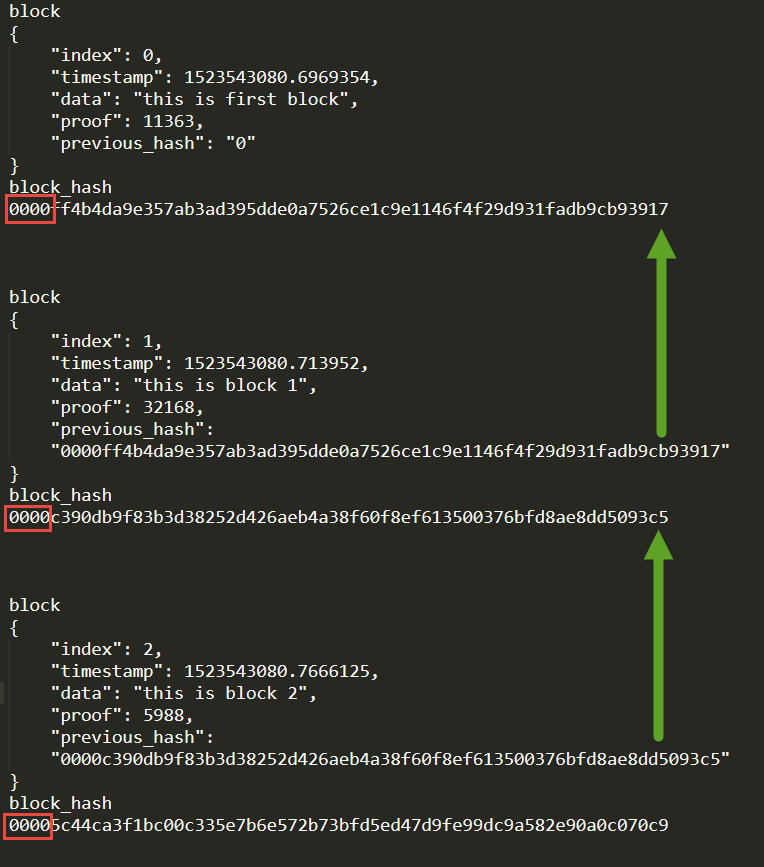 block
{
"index": 0,
"timestamp": 1523543080.6969354,
"data": "this is first block",
"proof": 11363,
"previous_hash": "0"
}
block_hash
0000ff4b4da9e357ab3ad395dde0a7526ce1c9e1146f4f29d931fadb9cb93917
block
{
"index": 1,
"timestamp": 1523543080.713952,
"data": "this is block 1",
"proof": 32168,
"previous_hash":
"0000ff4b4da9e357ab3ad395dde0a7526ce1c9e1146f4f29d931fadb9cb93917"
}
block_hash
0000c390db9f83b3d38252d426aeb4a38f60f8ef613500376bfd8ae8dd5093c5
block
{
"index": 2,
"timestamp": 1523543080.7666125,
"data": "this is block 2",
"proof": 5988,
"previous_hash":
"0000c390db9f83b3d38252d426aeb4a38f60f8ef613500376bfd8ae8dd5093c5"
}
block_hash
00005c44ca3f1bc00c335e7b6e572b73bfd5ed47d9fe99dc9a582e90a0c070c9